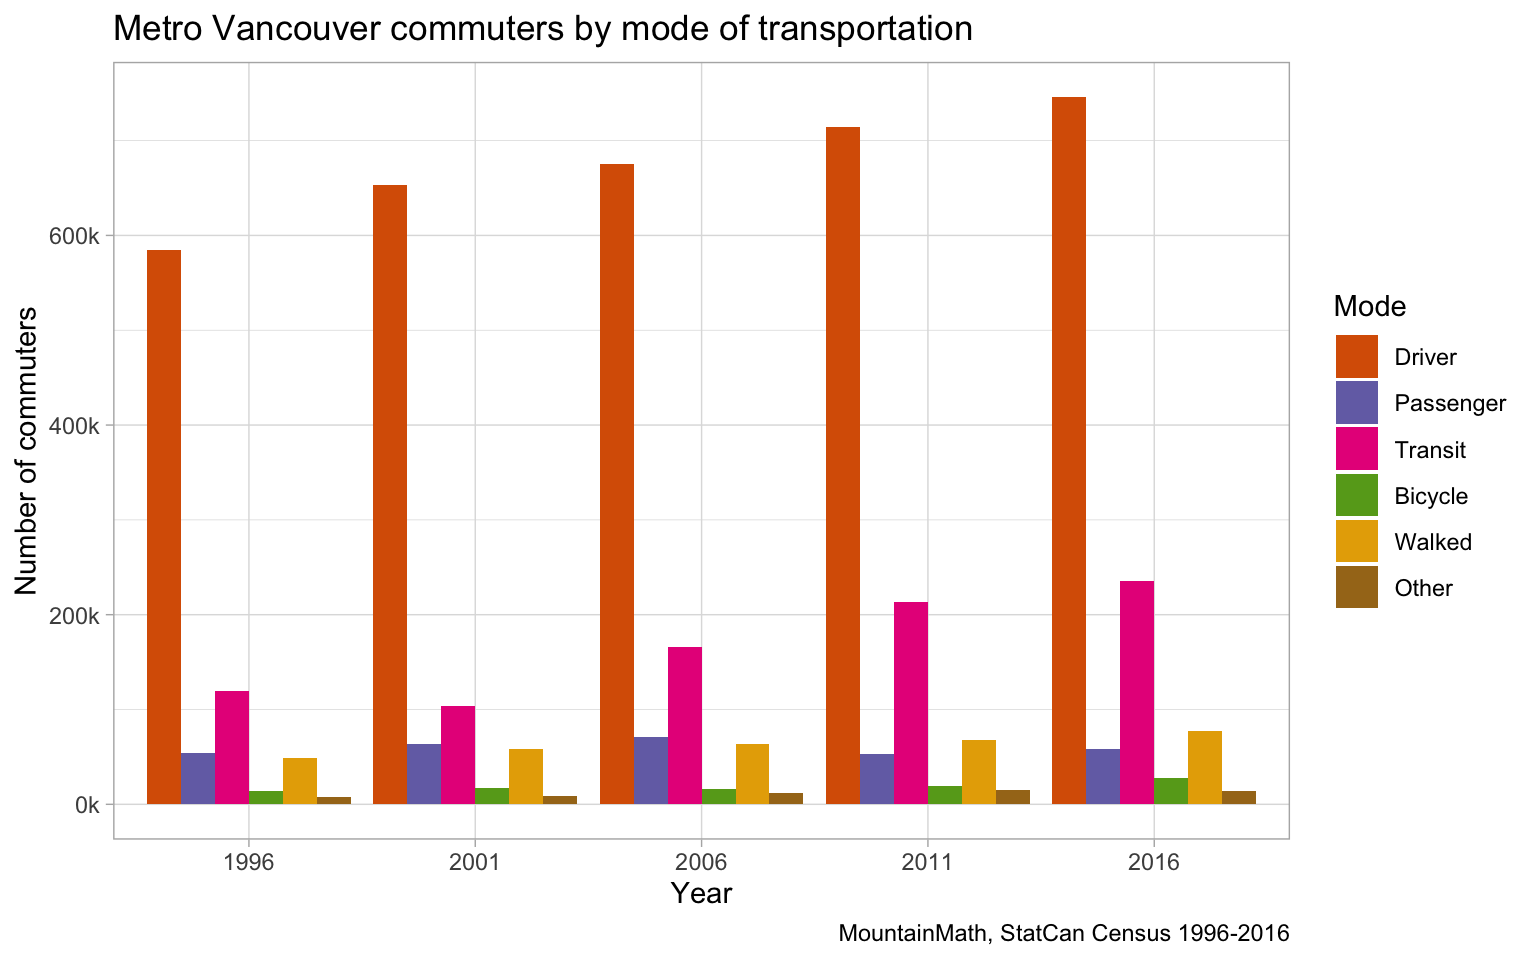 Metro Vancouver commuters by mode of transportation
Number of commuters
600k
400k
200k
0k
1996 2001 2006 2011 2016
Year
Mode
Driver
Passenger
Transit
Bicycle
Walked
Other
MountainMath, StatCan Census 1996-2016